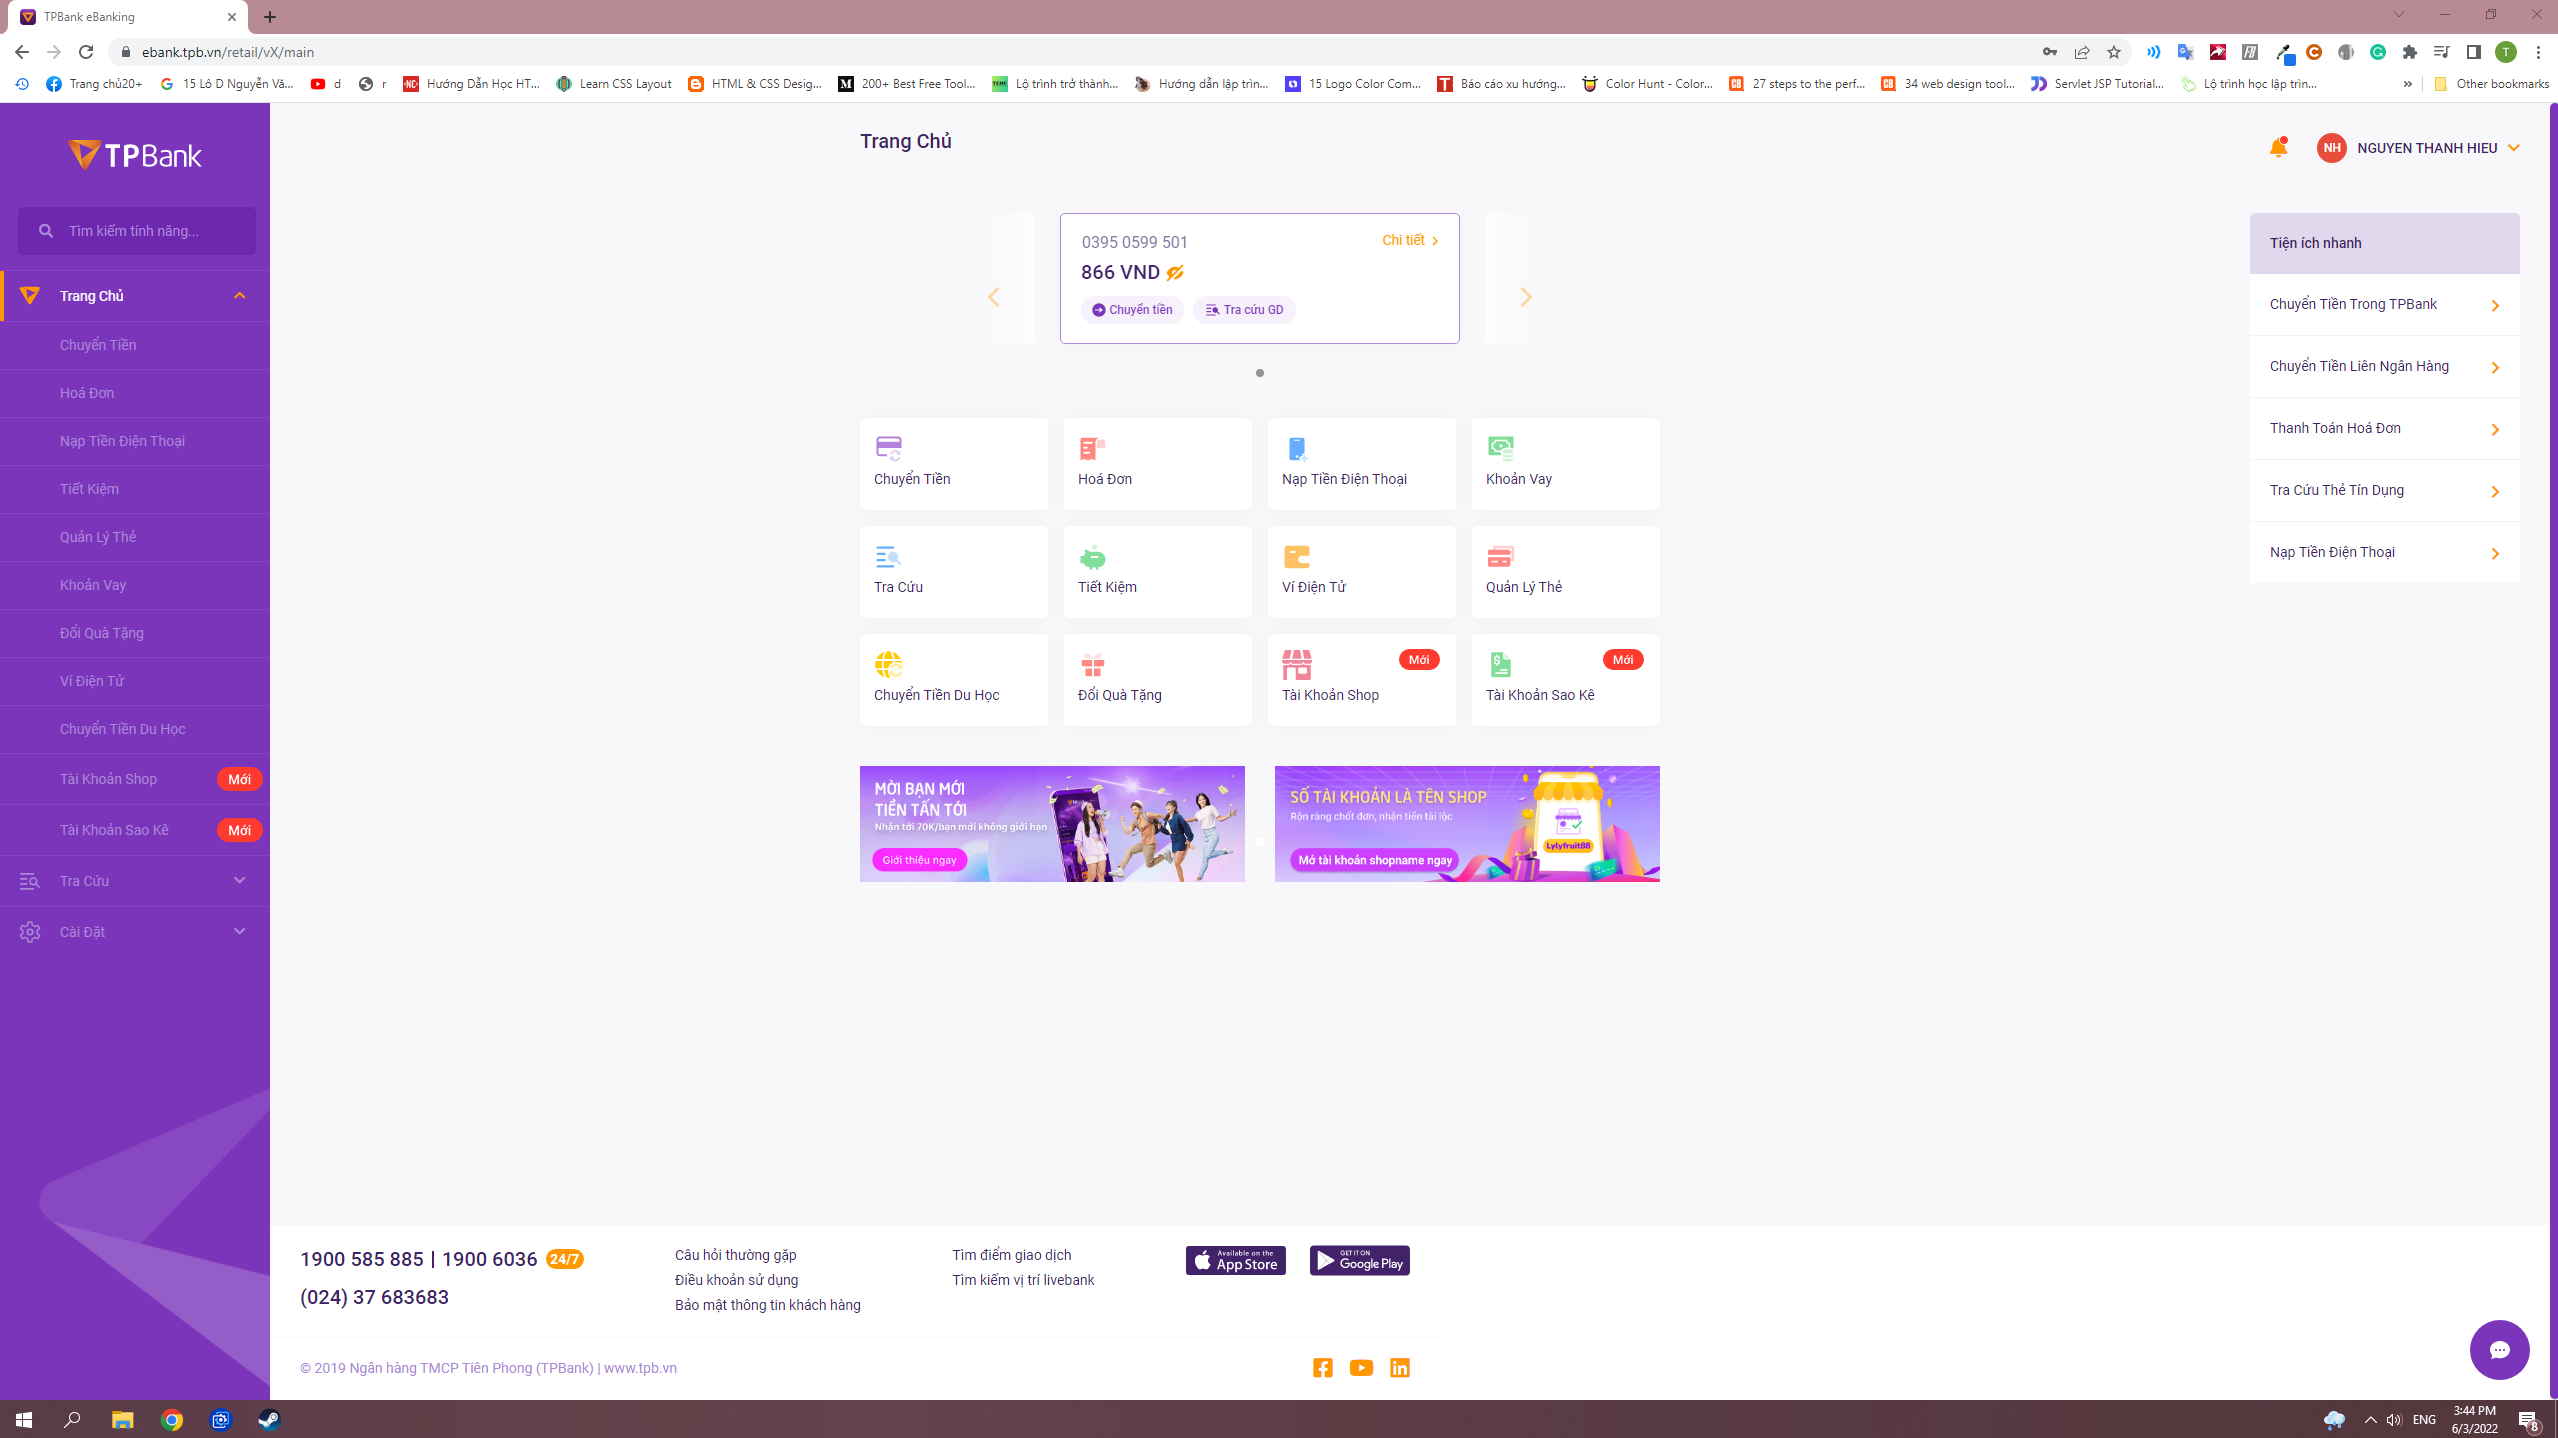 TPBank eBanking
ebank.tpb.vn/retail/vX/main
Trang chủ20+
15 Lô D Nguyễn Vă...
d
r
Hướng Dẫn Học HT...
Learn CSS Layout
HTML & CSS Desig...
200+ Best Free Tool...
Lộ trình trở thành...
Hướng dẫn lập trìn...
15 Logo Color Com...
Báo cáo xu hướng...
Color Hunt - Color...
27 steps to the perf...
34 web design tool...
Servlet JSP Tutorial...
Lộ trình học lập trìn...
Other bookmarks
TPBank
Tìm kiếm tính năng...
Trang Chủ
Chuyển Tiền
Hoá Đơn
Nạp Tiền Điện Thoại
Tiết Kiệm
Quản Lý Thẻ
Khoản Vay
Đổi Quà Tặng
Ví Điện Tử
Chuyển Tiền Du Học
Tài Khoản Shop Mới
Tài Khoản Sao Kê Mới
Tra Cứu
Cài Đặt
Trang Chủ
NH NGUYEN THANH HIEU
0395 0599 501
Chi tiết
866 VND
Chuyển tiền
Tra cứu GD
Chuyển Tiền
Hoá Đơn
Nạp Tiền Điện Thoại
Khoản Vay
Tra Cứu
Tiết Kiệm
Ví Điện Tử
Quản Lý Thẻ
Chuyển Tiền Du Học
Đổi Quà Tặng
Mới
Tài Khoản Shop
Mới
Tài Khoản Sao Kê
MỜI BẠN MỚI
TIỀN TẤN TỚI
Nhận tới 70K/bạn mới không giới hạn
Giới thiệu ngay
SỐ TÀI KHOẢN LÀ TÊN SHOP
Rộn ràng chốt đơn, nhận tiền tài lộc
Mở tài khoản shopname ngay
Lylyfruit88
Tiện ích nhanh
Chuyển Tiền Trong TPBank
Chuyển Tiền Liên Ngân Hàng
Thanh Toán Hoá Đơn
Tra Cứu Thẻ Tín Dụng
Nạp Tiền Điện Thoại
1900 585 885 | 1900 6036 24/7
(024) 37 683683
Câu hỏi thường gặp
Điều khoản sử dụng
Bảo mật thông tin khách hàng
Tìm điểm giao dịch
Tìm kiếm vị trí livebank
Available on the
App Store
GET IT ON
Google Play
© 2019 Ngân hàng TMCP Tiên Phong (TPBank) | www.tpb.vn
ENG
3:44 PM
6/3/2022
8